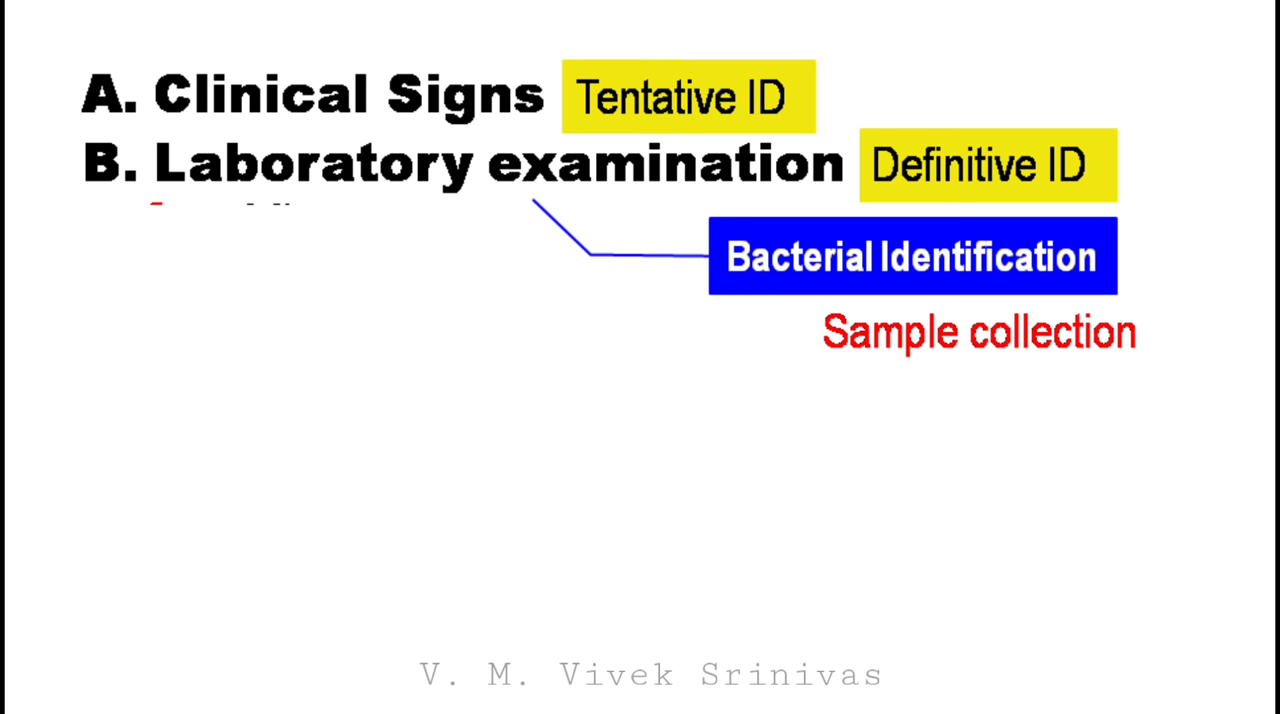 A. Clinical Signs Tentative ID
B. Laboratory examination Definitive ID
Bacterial Identification
Sample collection
V. M. Vivek Srinivas